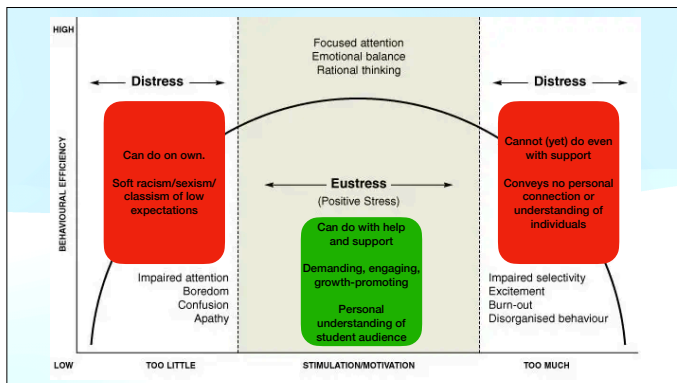 HIGH
Focused attention
Emotional balance
Rational thinking
Distress
Distress
BEHAVIOURAL EFFICIENCY
Can do on own.
Soft racism/sexism/
classism of low
expectations
Eustress
(Positive Stress)
Can do with help
and support
Demanding, engaging,
growth-promoting
Personal
understanding of
student audience
Cannot (yet) do even
with support
Conveys no personal
connection or
understanding of
individuals
Impaired attention
Boredom
Confusion
Apathy
Impaired selectivity
Excitement
Burn-out
Disorganised behaviour
LOW
TOO LITTLE
STIMULATION/MOTIVATION
TOO MUCH